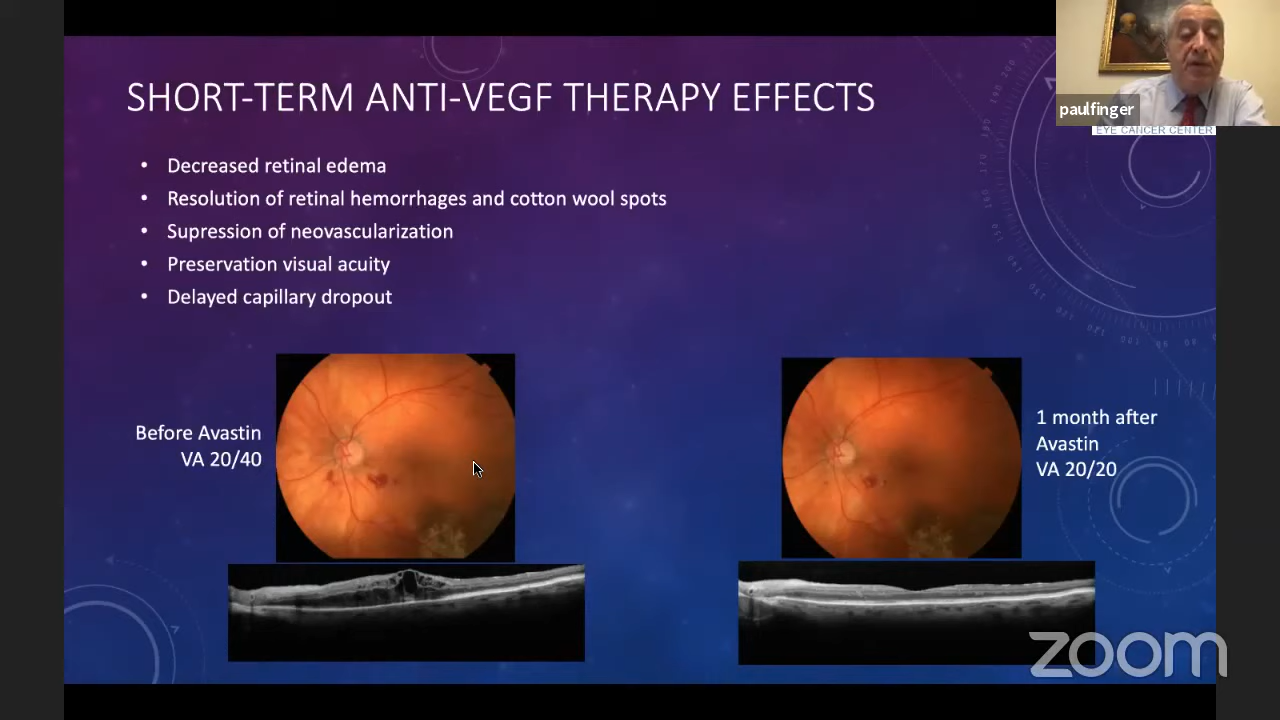 SHORT-TERM ANTI-VEGF THERAPY EFFECTS
paulfinger
EYE CANCER CENTER
• Decreased retinal edema
• Resolution of retinal hemorrhages and cotton wool spots
• Supression of neovascularization
• Preservation visual acuity
• Delayed capillary dropout
Before Avastin
VA 20/40
1 month after
Avastin
VA 20/20
zoom